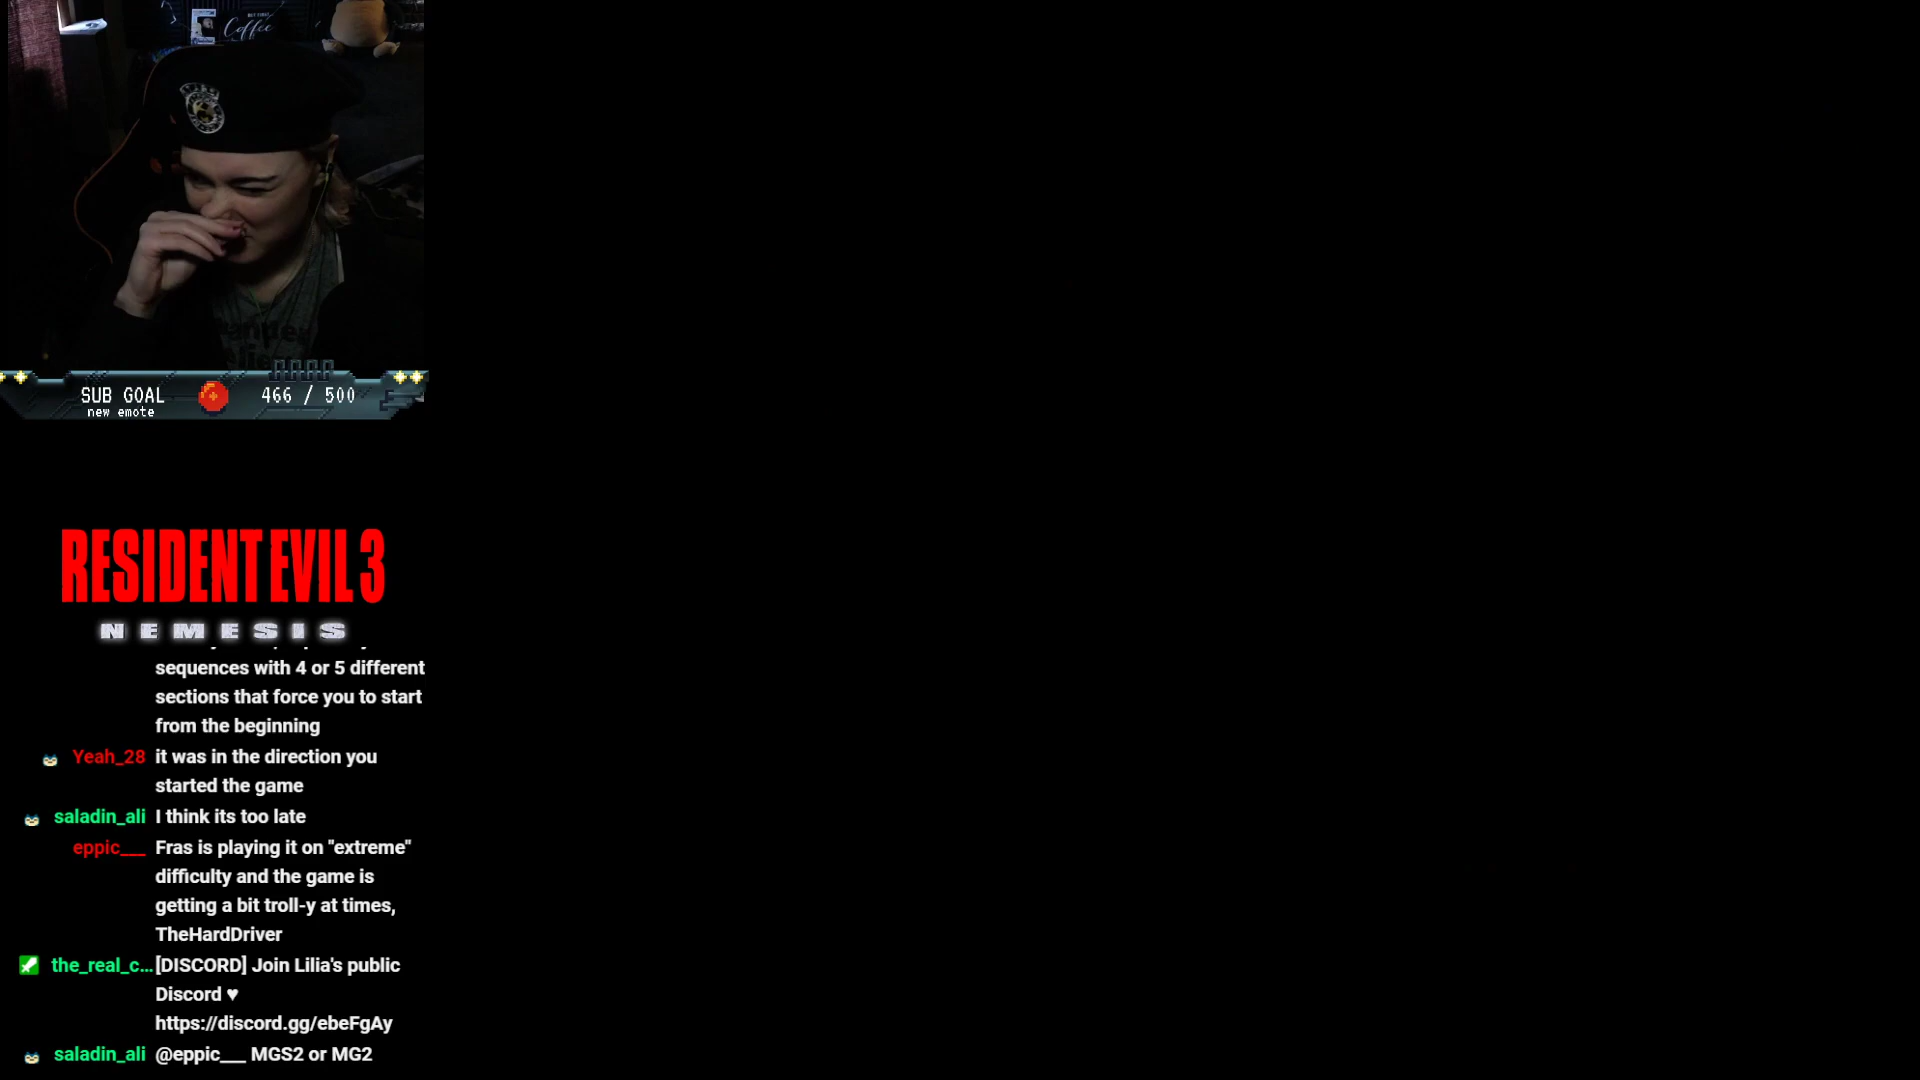 BUT FIRST
Coffee
SUB GOAL
466 / 500
new emote
RESIDENT EVIL 3
NEMESIS
sequences with 4 or 5 different
sections that force you to start
from the beginning
Yeah_28 it was in the direction you
started the game
saladin_ali I think its too late
eppic___ Fras is playing it on "extreme"
difficulty and the game is
getting a bit troll-y at times,
TheHardDriver
the_real_c... [DISCORD] Join Lilia's public
Discord ♥
https://discord.gg/ebeFgAy
saladin_ali @eppic___ MGS2 or MG2